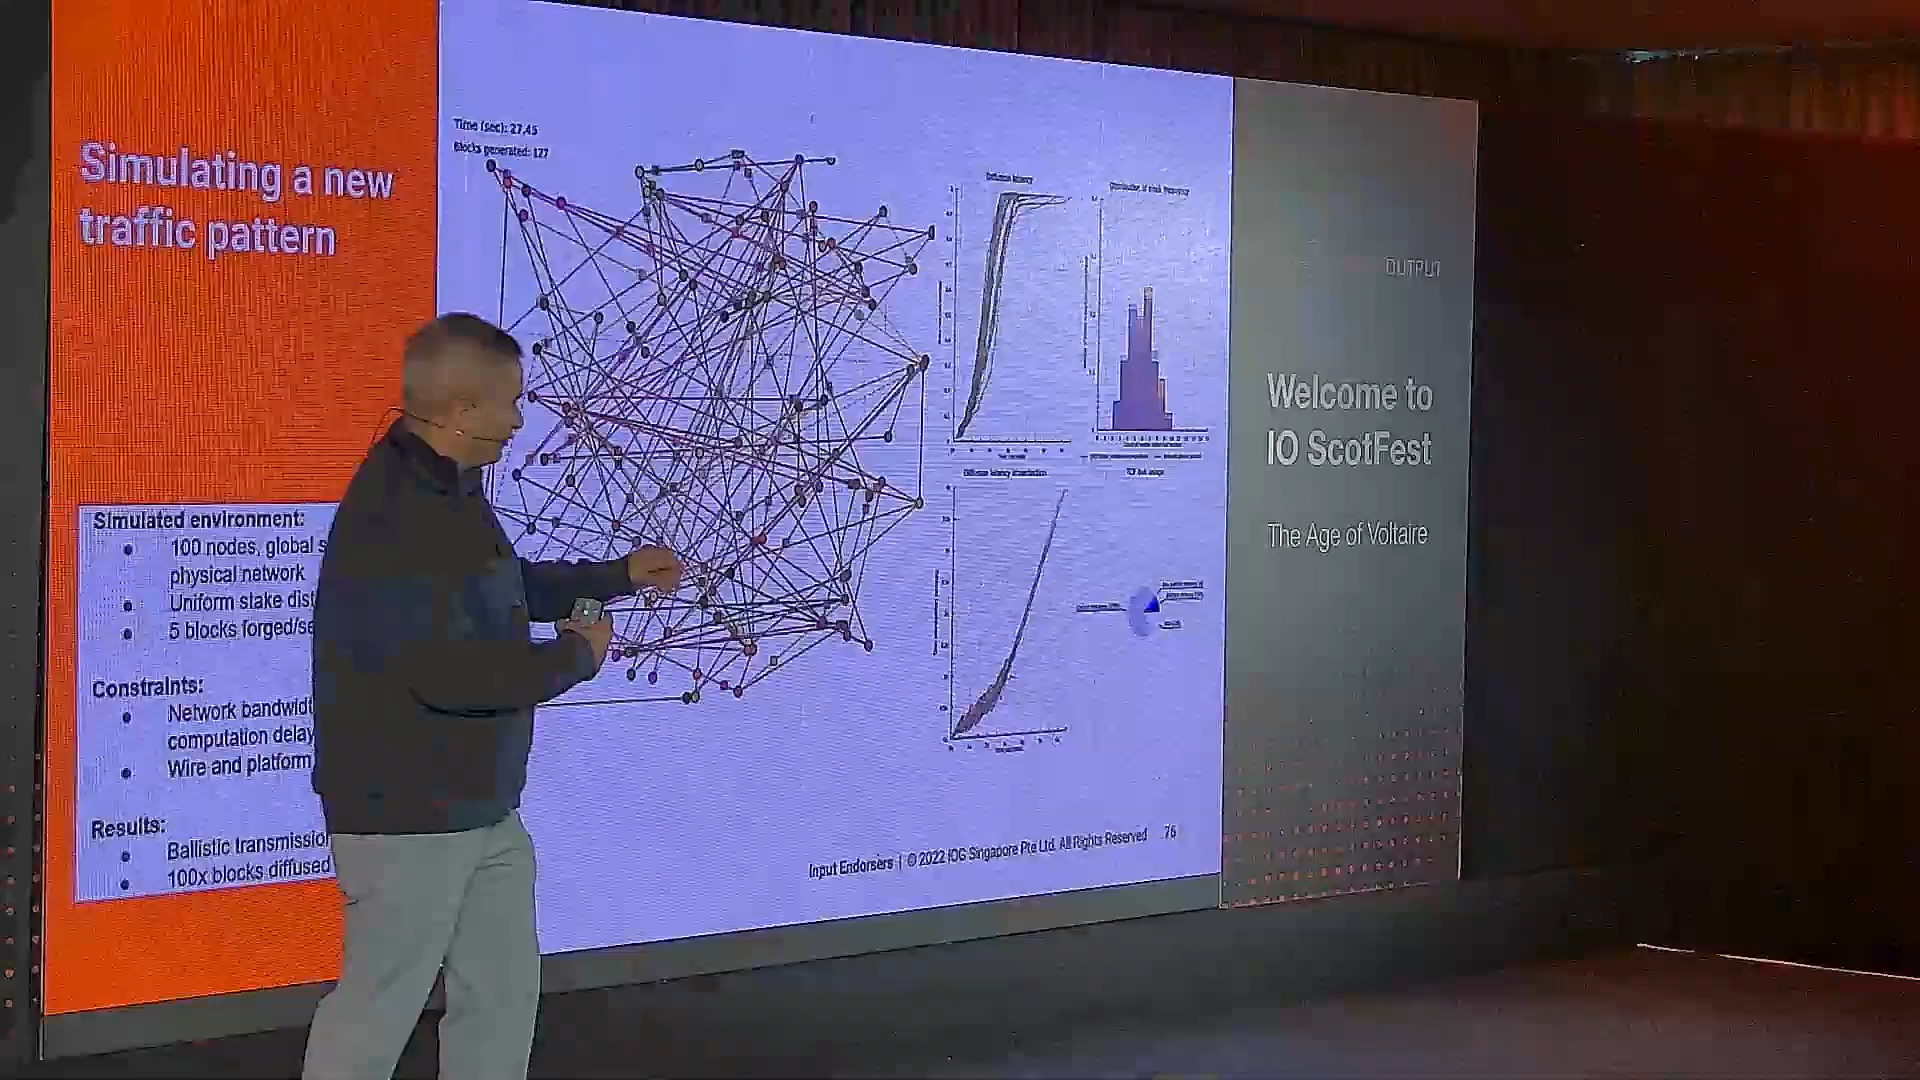 Simulating a new
traffic pattern
Simulated environment:
100 nodes, global s
physical network
Uniform stake dist
5 blocks forged/se
Constraints:
Network bandwidt
computation delay
Wire and platform
Results:
Ballistic transmission
100x blocks diffused
Time (sec): 27.45
Blocks generated: 127
Diffusion latency
Input Endorsers | © 2022 IOG Singapore Pte Ltd. All Rights Reserved 76
OUTPUT
Welcome to
IO ScotFest
The Age of Voltaire